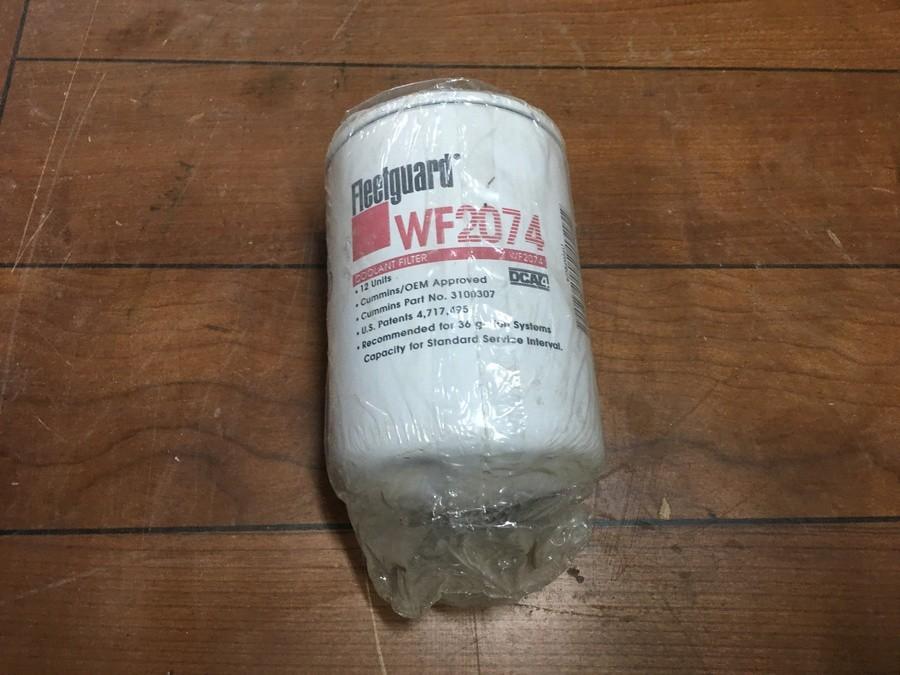 Fleetguard®
WF2074
COOLANT FILTER WF2074
• 12 Units DCA4
• Cummins/OEM Approved
• Cummins Part No. 3100307
• U.S. Patents 4,717,495
• Recommended for 36 gallon Systems
Capacity for Standard Service Interval.